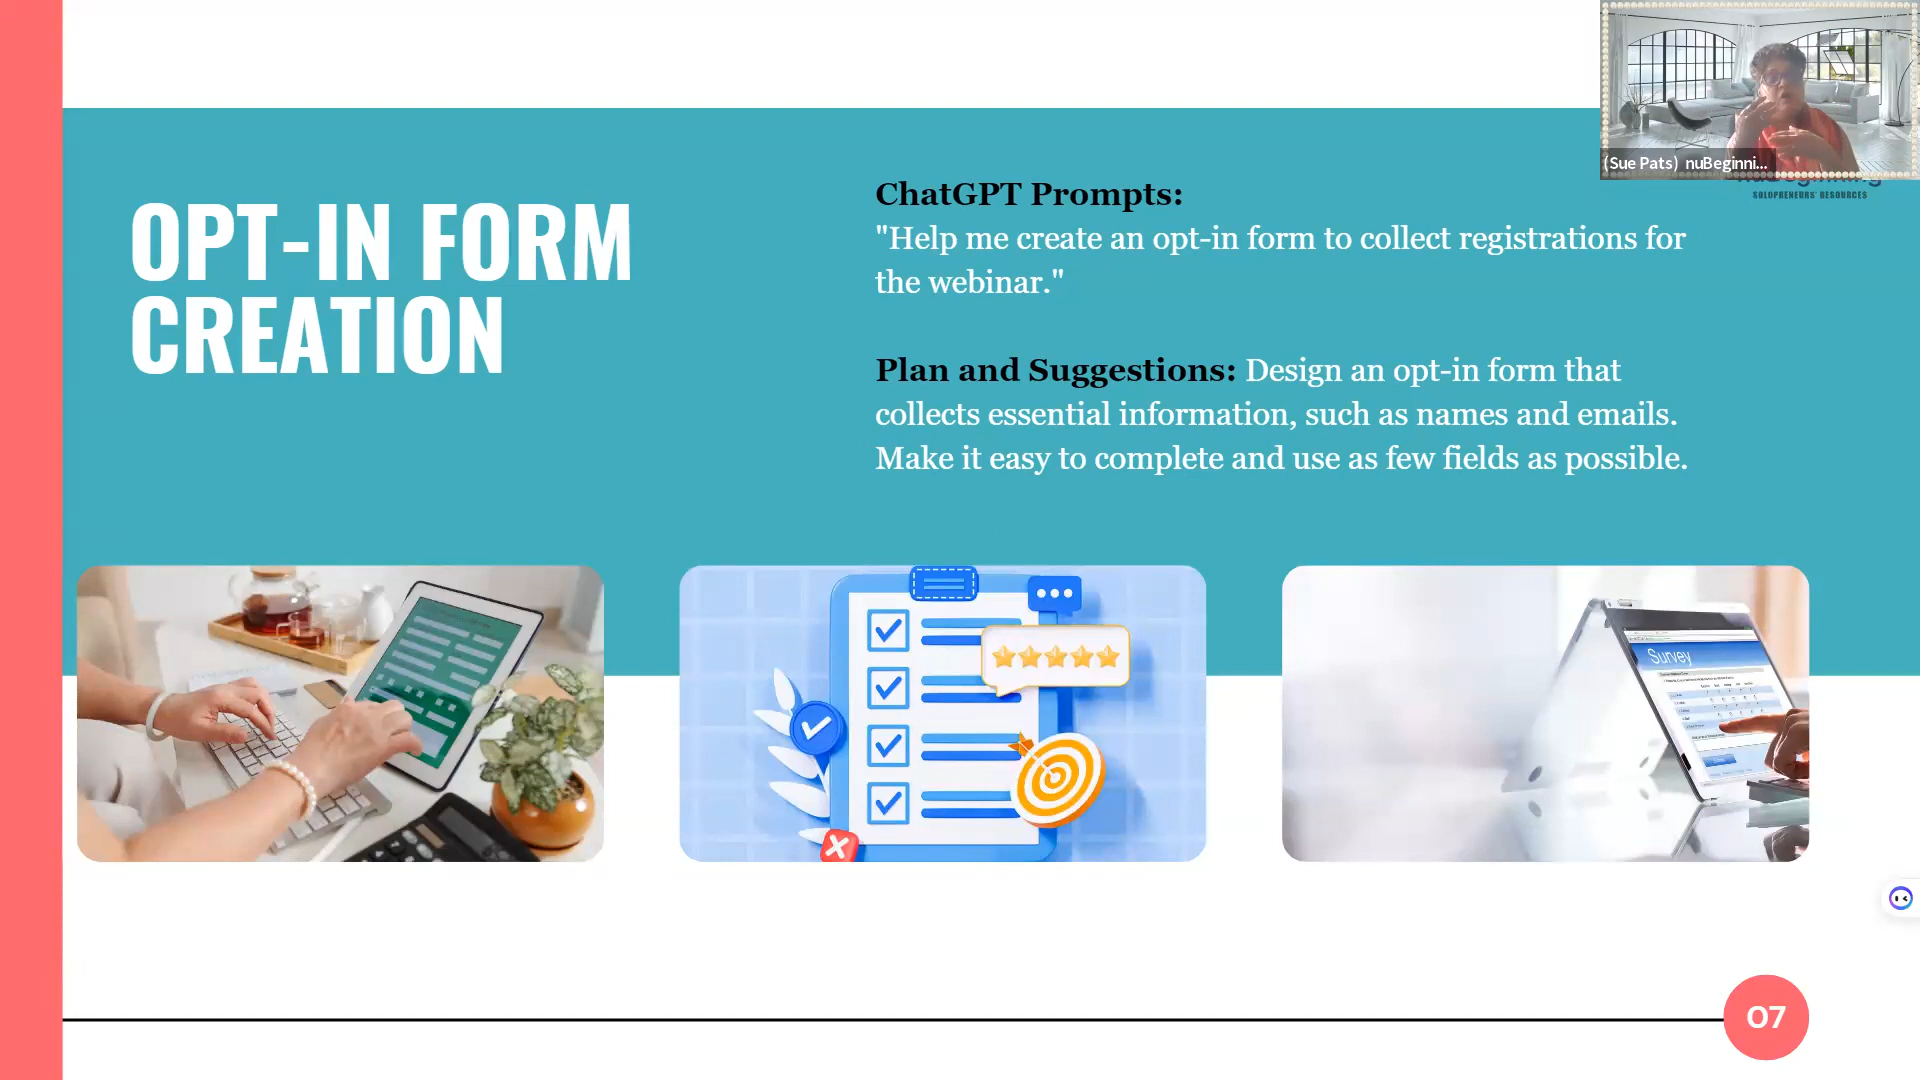 (Sue Pats) nuBeginni...
SOLOPRENEURS' RESOURCES
OPT-IN FORM
CREATION
ChatGPT Prompts:
"Help me create an opt-in form to collect registrations for
the webinar."
Plan and Suggestions: Design an opt-in form that
collects essential information, such as names and emails.
Make it easy to complete and use as few fields as possible.
Survey
07